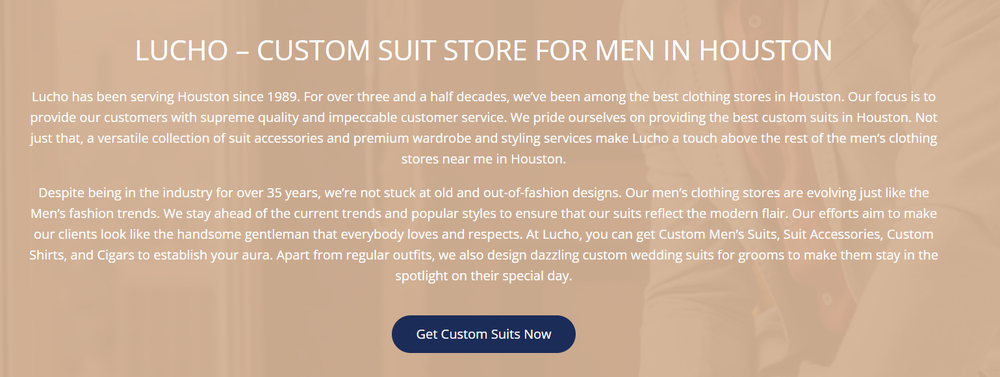 LUCHO – CUSTOM SUIT STORE FOR MEN IN HOUSTON
Lucho has been serving Houston since 1989. For over three and a half decades, we’ve been among the best clothing stores in Houston. Our focus is to
provide our customers with supreme quality and impeccable customer service. We pride ourselves on providing the best custom suits in Houston. Not
just that, a versatile collection of suit accessories and premium wardrobe and styling services make Lucho a touch above the rest of the men’s clothing
stores near me in Houston.
Despite being in the industry for over 35 years, we’re not stuck at old and out-of-fashion designs. Our men’s clothing stores are evolving just like the
Men’s fashion trends. We stay ahead of the current trends and popular styles to ensure that our suits reflect the modern flair. Our efforts aim to make
our clients look like the handsome gentleman that everybody loves and respects. At Lucho, you can get Custom Men’s Suits, Suit Accessories, Custom
Shirts, and Cigars to establish your aura. Apart from regular outfits, we also design dazzling custom wedding suits for grooms to make them stay in the
spotlight on their special day.
Get Custom Suits Now